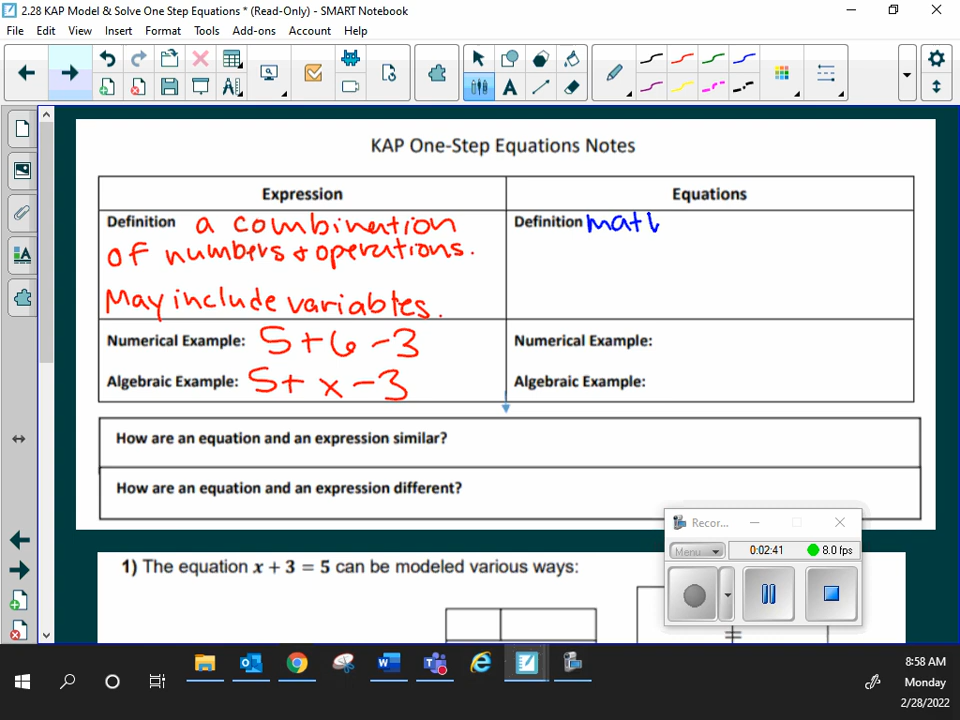 2.28 KAP Model & Solve One Step Equations * (Read-Only) - SMART Notebook
File Edit View Insert Format Tools Add-ons Account Help
KAP One-Step Equations Notes
Expression Equations
Definition a combination
of numbers & operations.
May include variables.
Definition math
Numerical Example: 5+6-3
Numerical Example:
Algebraic Example: 5+ x-3
Algebraic Example:
How are an equation and an expression similar?
How are an equation and an expression different?
Recor...
Menu 0:02:41 8.0 fps
1) The equation x + 3 = 5 can be modeled various ways:
8:58 AM
Monday
2/28/2022